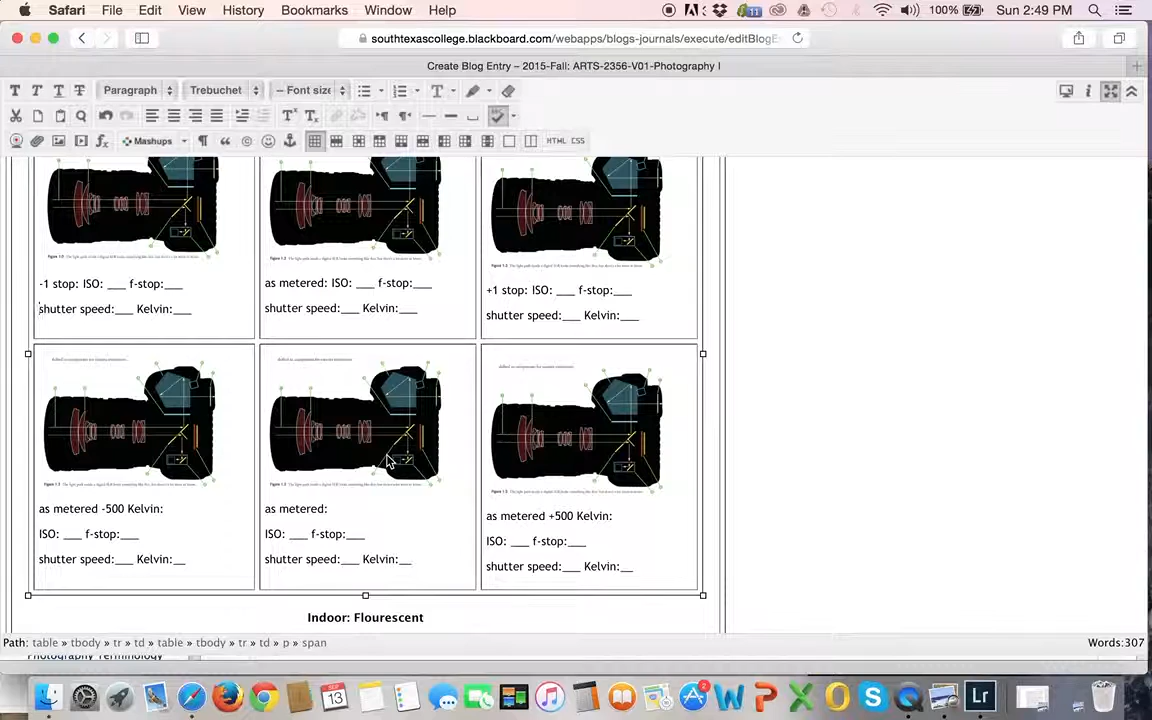 Safari File Edit View History Bookmarks Window Help 100% Sun 2:49 PM
southtexascollege.blackboard.com/webapps/blogs-journals/execute/editBlogE
Create Blog Entry – 2015-Fall: ARTS-2356-V01-Photography I
Paragraph Trebuchet Font size
Mashups HTML CSS
-1 stop: ISO: ___ f-stop:___
shutter speed:___ Kelvin:___
as metered: ISO: ___ f-stop:___
shutter speed:___ Kelvin:___
+1 stop: ISO: ___ f-stop:___
shutter speed:___ Kelvin:___
as metered -500 Kelvin:
ISO: ___ f-stop:___
shutter speed:___ Kelvin:__
as metered:
ISO: ___ f-stop:___
shutter speed:___ Kelvin:__
as metered +500 Kelvin:
ISO: ___ f-stop:___
shutter speed:___ Kelvin:__
Indoor: Flourescent
Path: table » tbody » tr » td » table » tbody » tr » td » p » span Words:307
Photography Terminology
SEP
13
Lr